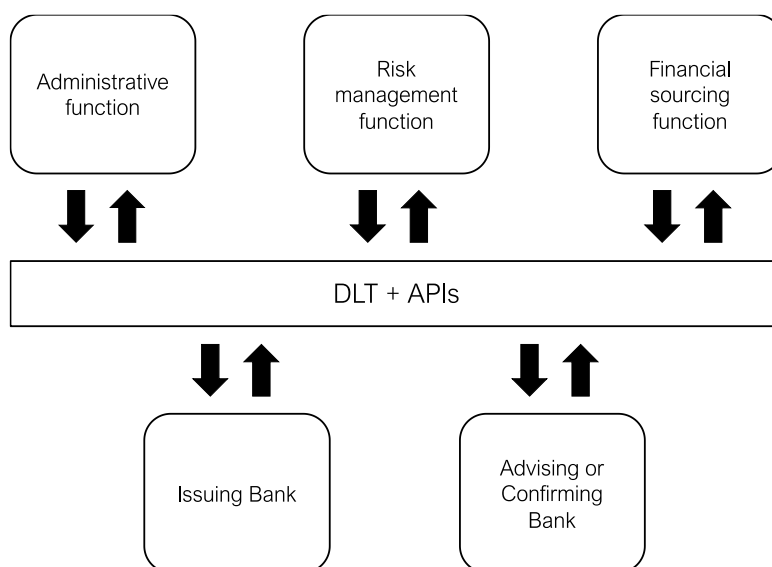 Administrative
function
Risk
management
function
Financial
sourcing
function
DLT + APIs
Issuing Bank
Advising or
Confirming
Bank